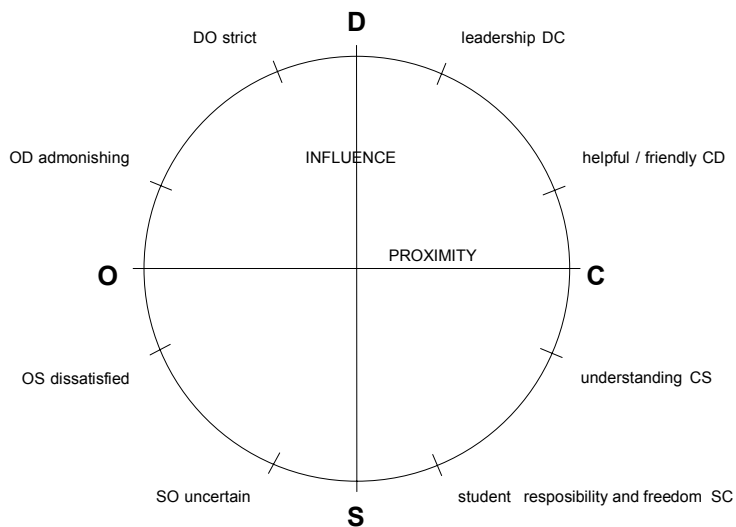 D
DO strict
leadership DC
OD admonishing
INFLUENCE
helpful / friendly CD
PROXIMITY
O
C
OS dissatisfied
understanding CS
SO uncertain
student resposibility and freedom SC
S